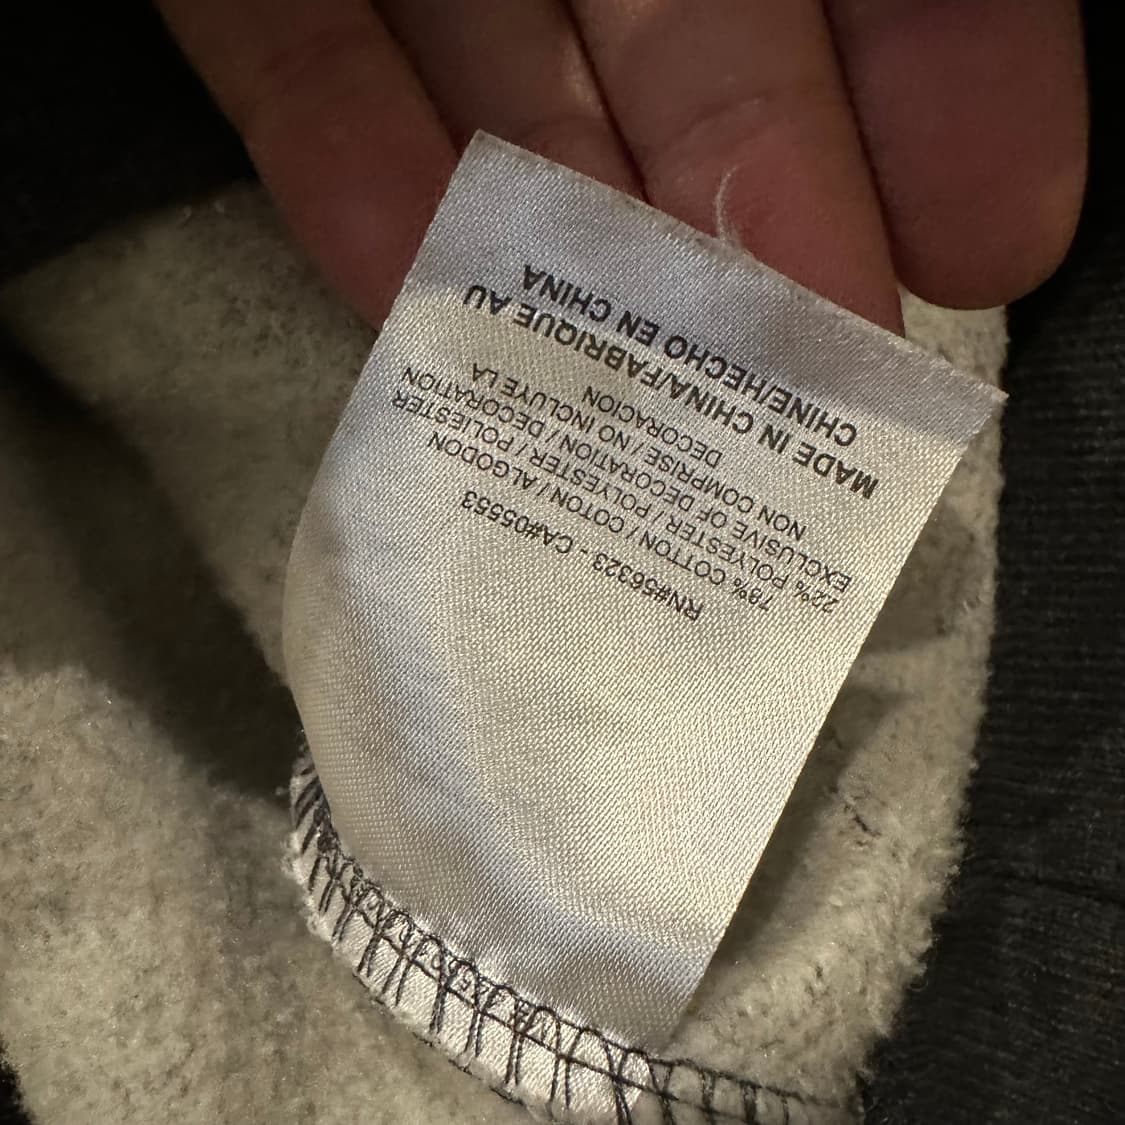 RN#56323 - CA#05553
78% COTTON / COTON / ALGODON
22% POLYESTER / POLYESTER / POLIESTER
EXCLUSIVE OF DECORATION / DECORATION
NON COMPRISE / NO INCLUYE LA
DECORACION
MADE IN CHINA/FABRIQUE AU
CHINE/HECHO EN CHINA